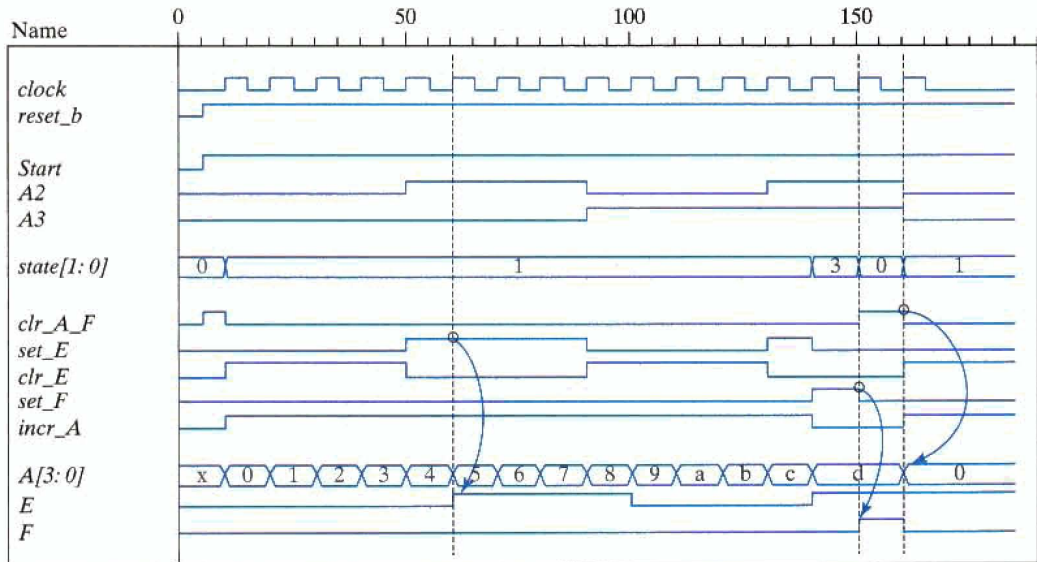 0 50 100 150
Name
clock
reset_b
Start
A2
A3
state[1: 0] 0 1 3 0 1
clr_A_F
set_E
clr_E
set_F
incr_A
A[3: 0] x 0 1 2 3 4 5 6 7 8 9 a b c d 0
E
F